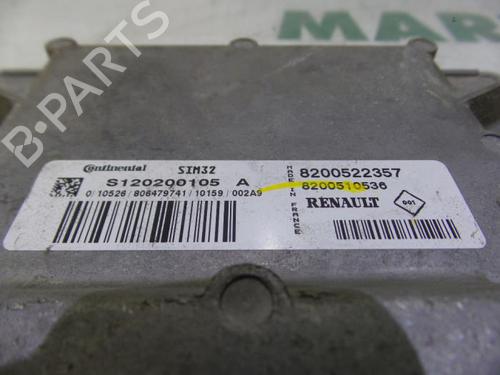 MAR
Continental SIM32
S120200105 A
0/10526/806479741/10159/002A9
MADE IN FRANCE
8200522357
8200510536
RENAULT
001
B-PARTS